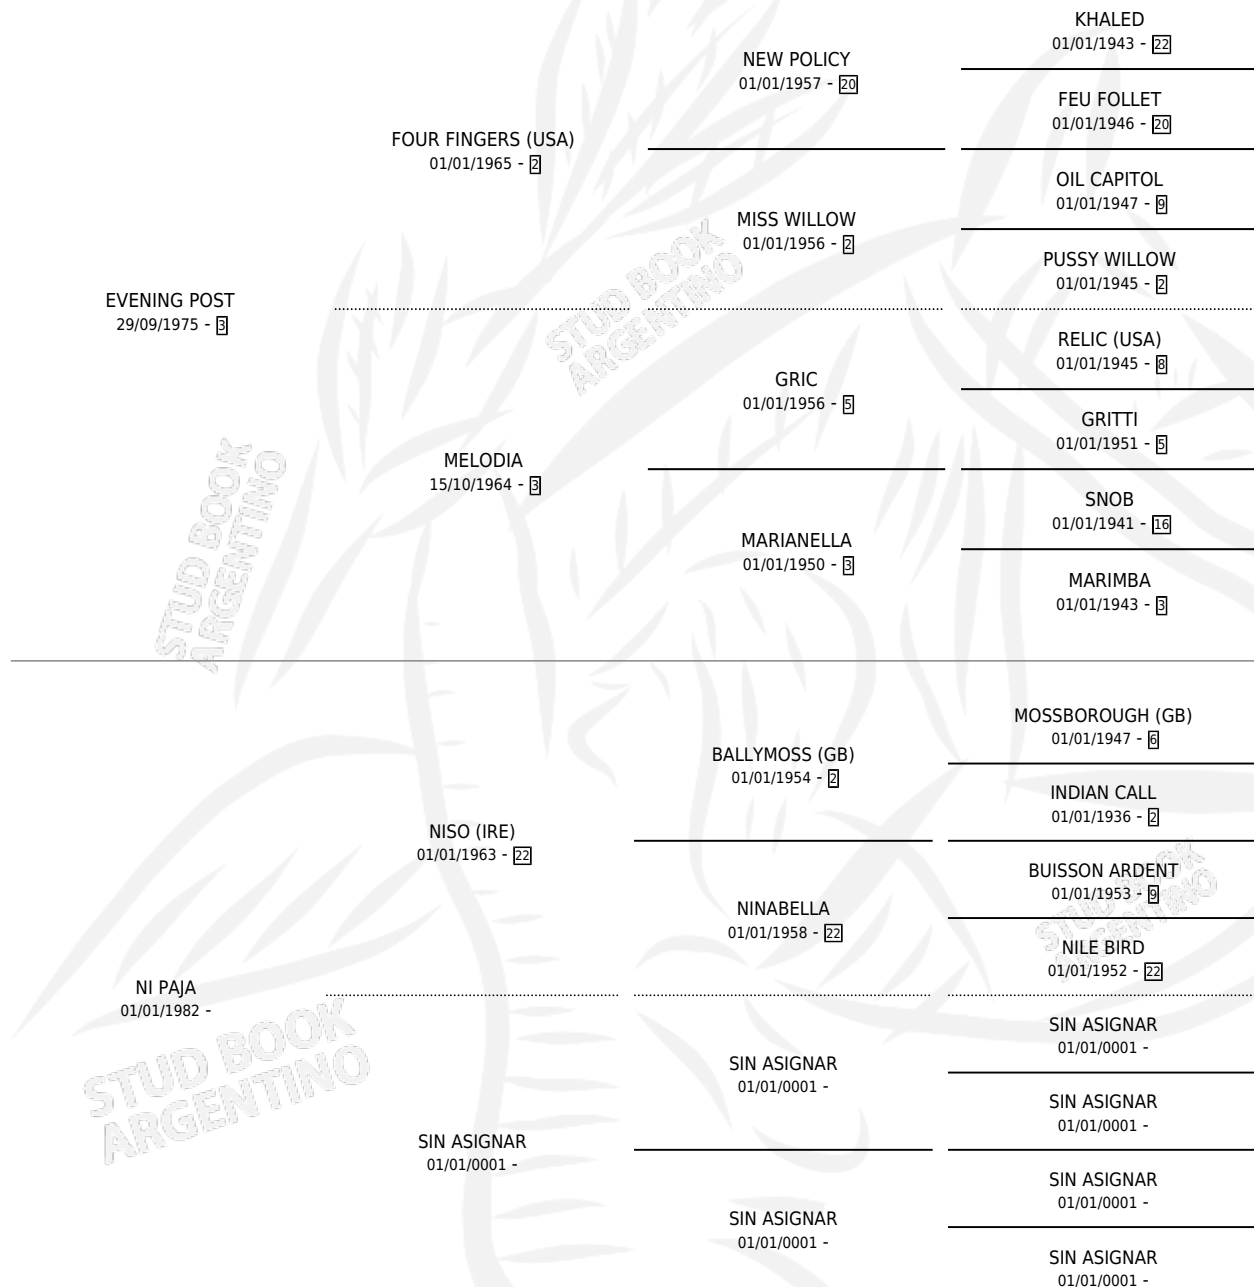 KHALED
01/01/1943 - 22
NEW POLICY
01/01/1957 - 20
FEU FOLLET
01/01/1946 - 20
FOUR FINGERS (USA)
01/01/1965 - 2
OIL CAPITOL
01/01/1947 - 9
MISS WILLOW
01/01/1956 - 2
PUSSY WILLOW
01/01/1945 - 2
EVENING POST
29/09/1975 - 3
RELIC (USA)
01/01/1945 - 8
GRIC
01/01/1956 - 5
GRITTI
01/01/1951 - 5
MELODIA
15/10/1964 - 3
SNOB
01/01/1941 - 16
MARIANELLA
01/01/1950 - 3
MARIMBA
01/01/1943 - 3
MOSSBOROUGH (GB)
01/01/1947 - 6
BALLYMOSS (GB)
01/01/1954 - 2
INDIAN CALL
01/01/1936 - 2
NISO (IRE)
01/01/1963 - 22
BUISSON ARDENT
01/01/1953 - 9
NINABELLA
01/01/1958 - 22
NILE BIRD
01/01/1952 - 22
NI PAJA
01/01/1982 -
SIN ASIGNAR
01/01/0001 -
SIN ASIGNAR
01/01/0001 -
SIN ASIGNAR
01/01/0001 -
SIN ASIGNAR
01/01/0001 -
SIN ASIGNAR
01/01/0001 -
SIN ASIGNAR
01/01/0001 -
SIN ASIGNAR
01/01/0001 -
STUD BOOK
ARGENTINO
STUD BOOK
ARGENTINO
STUD BOOK
ARGENTINO
STUD BOOK
ARGENTINO